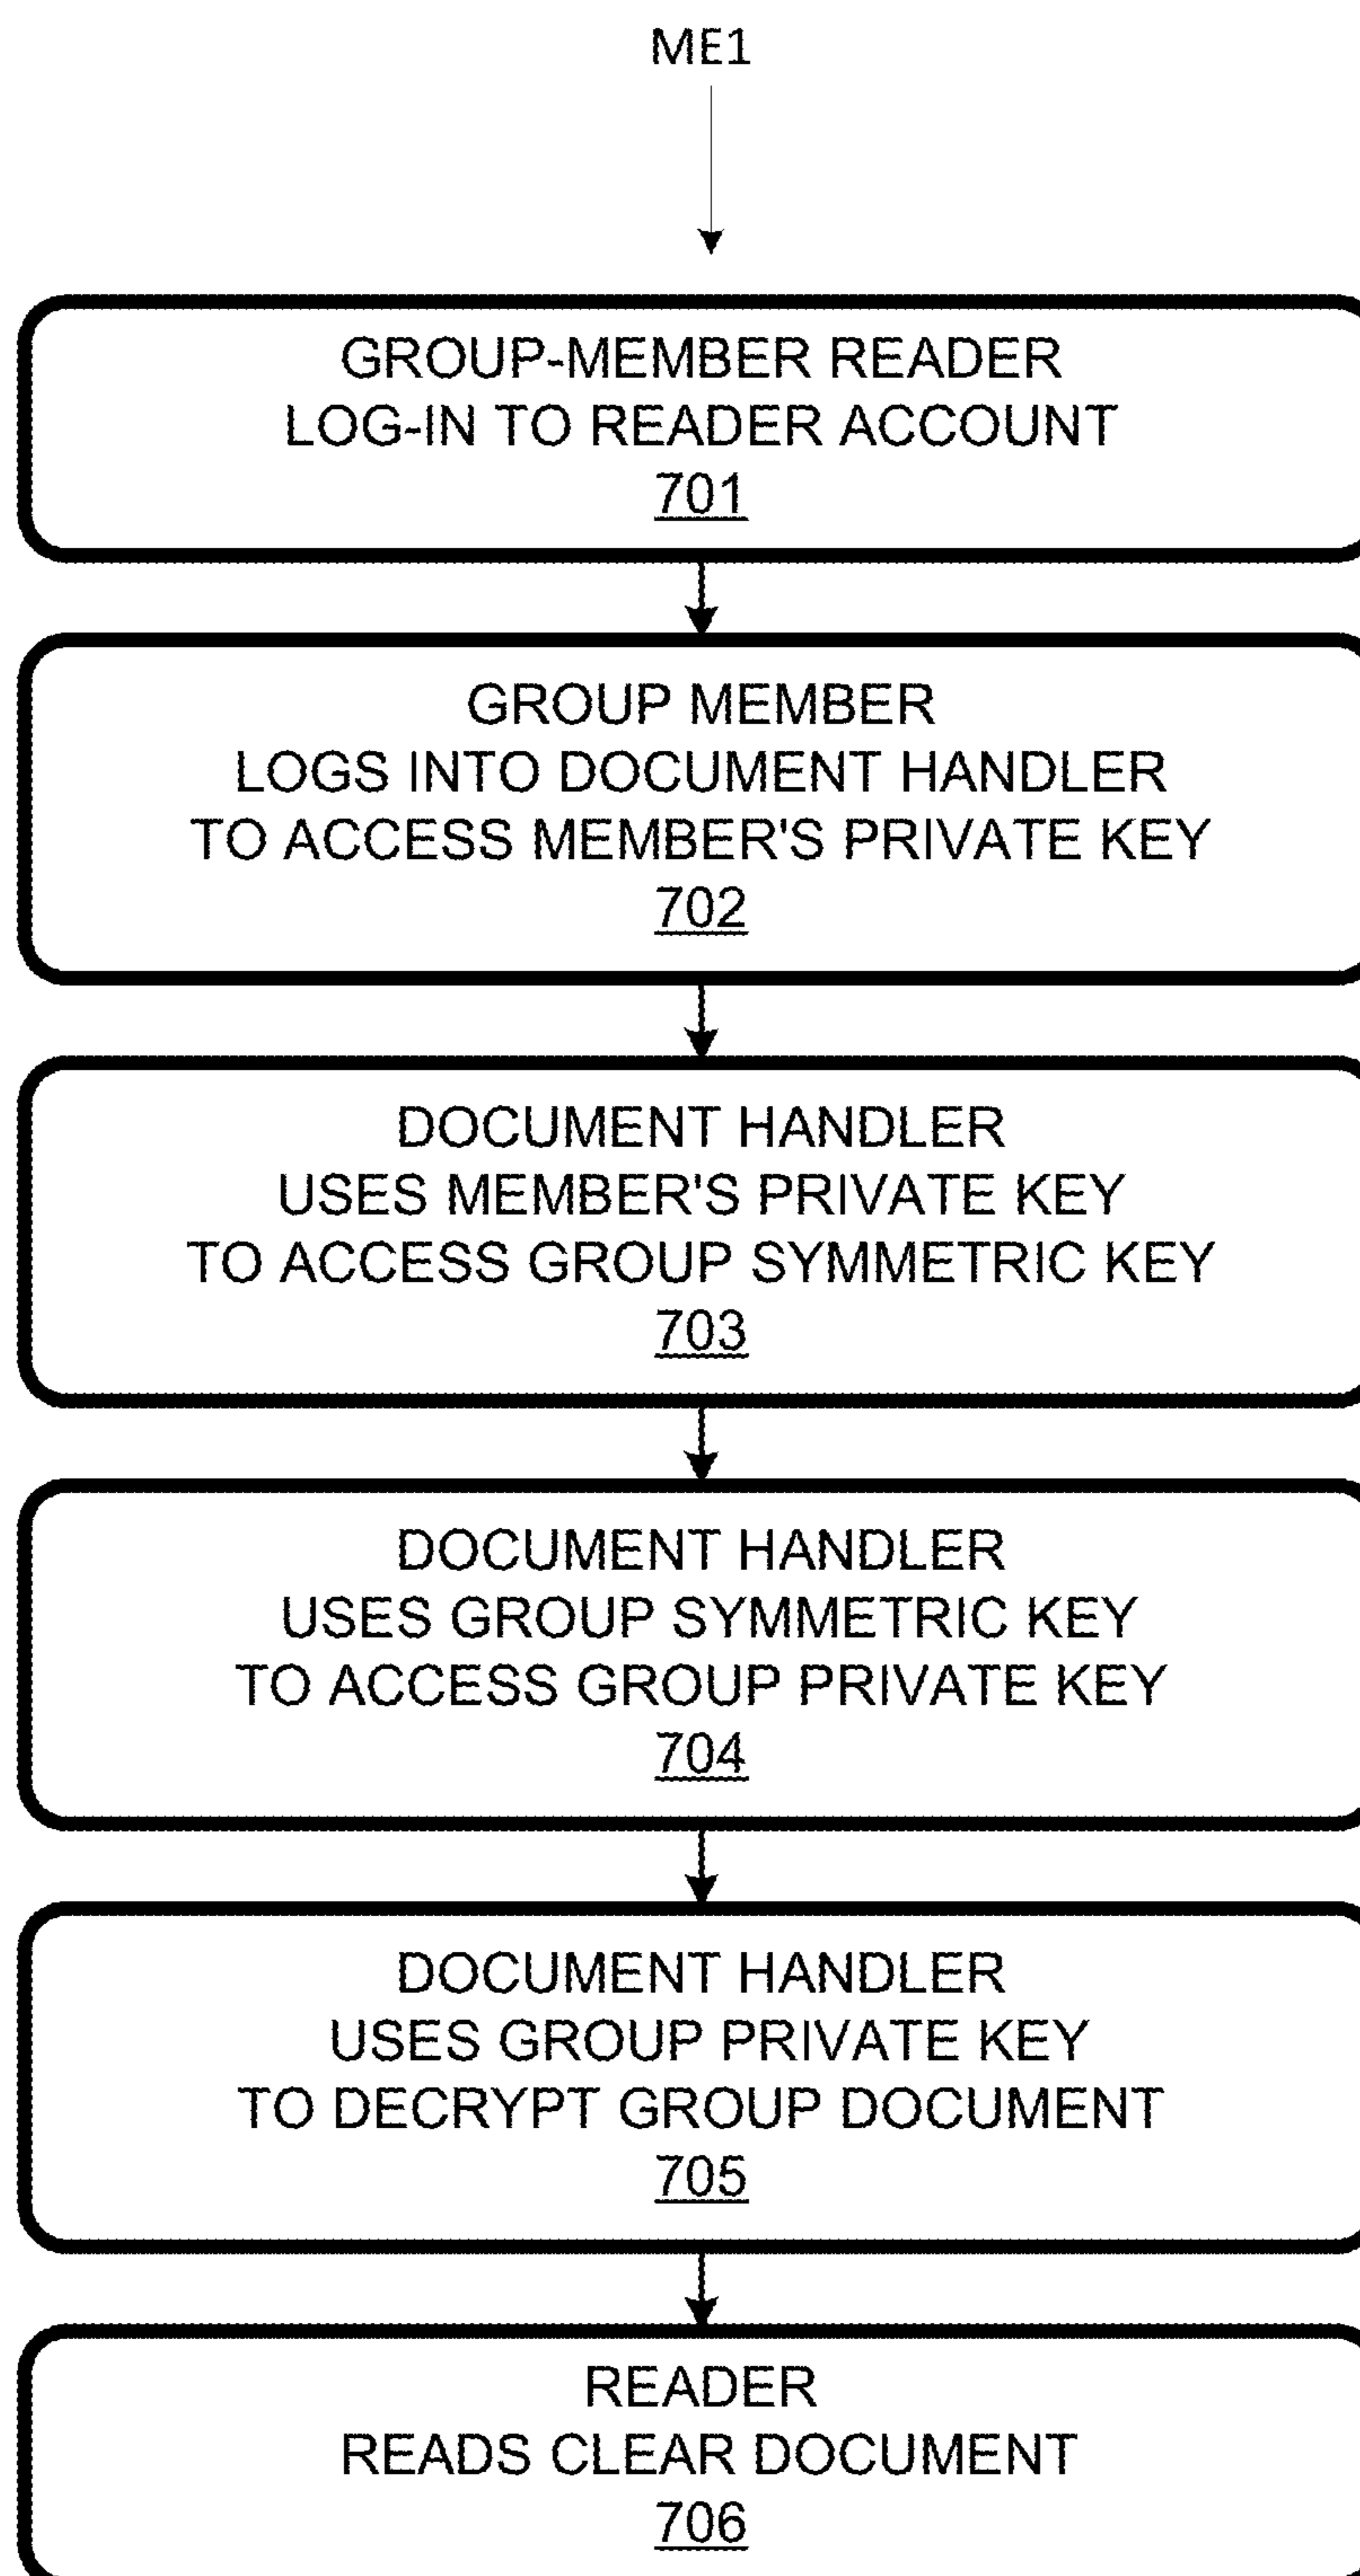 ME1
GROUP-MEMBER READER
LOG-IN TO READER ACCOUNT
701
GROUP MEMBER
LOGS INTO DOCUMENT HANDLER
TO ACCESS MEMBER'S PRIVATE KEY
702
DOCUMENT HANDLER
USES MEMBER'S PRIVATE KEY
TO ACCESS GROUP SYMMETRIC KEY
703
DOCUMENT HANDLER
USES GROUP SYMMETRIC KEY
TO ACCESS GROUP PRIVATE KEY
704
DOCUMENT HANDLER
USES GROUP PRIVATE KEY
TO DECRYPT GROUP DOCUMENT
705
READER
READS CLEAR DOCUMENT
706